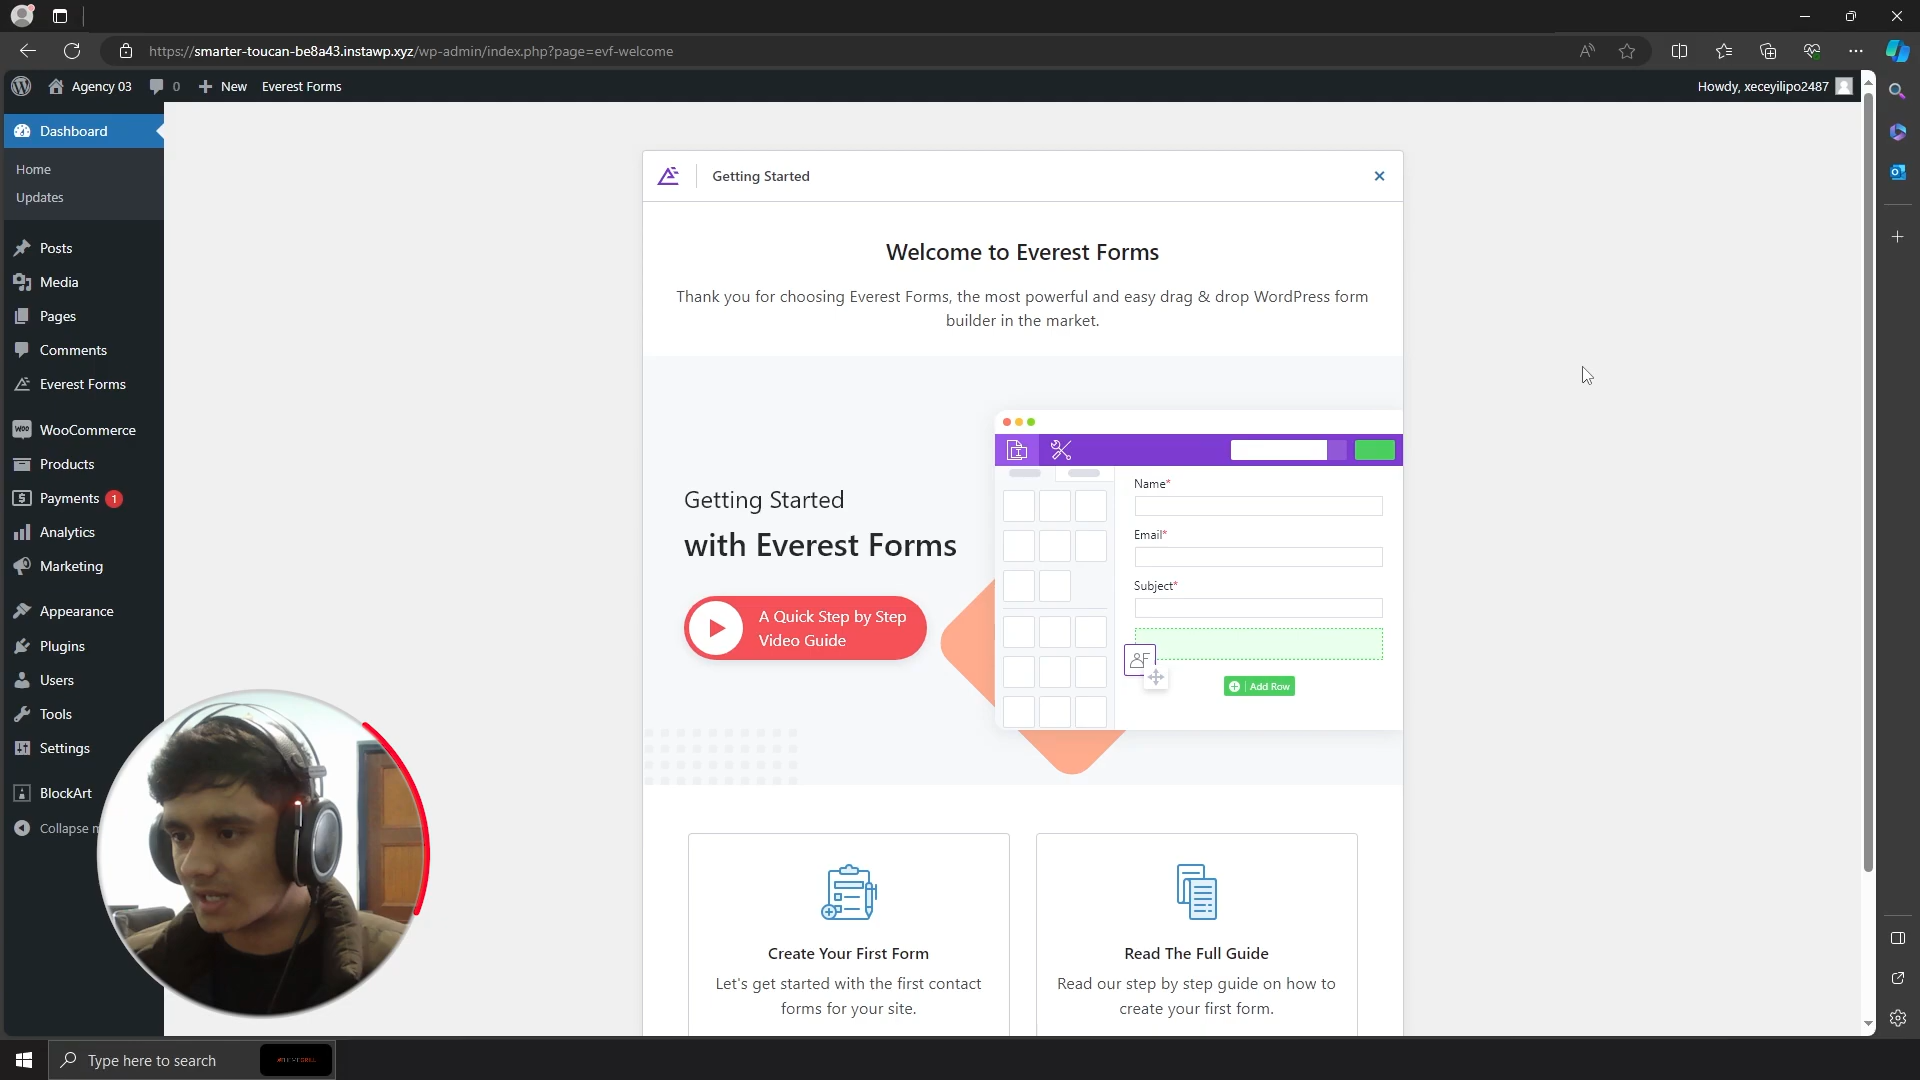 https://smarter-toucan-be8a43.instawp.xyz/wp-admin/index.php?page=evf-welcome
Agency 03
0
New
Everest Forms
Howdy, xeceyilipo2487
Dashboard
Home
Updates
Posts
Media
Pages
Comments
Everest Forms
WooCommerce
Products
Payments 1
Analytics
Marketing
Appearance
Plugins
Users
Tools
Settings
BlockArt
Collapse
Getting Started
Welcome to Everest Forms
Thank you for choosing Everest Forms, the most powerful and easy drag & drop WordPress form
builder in the market.
Getting Started
with Everest Forms
A Quick Step by Step
Video Guide
Name*
Email*
Subject*
Add Row
Create Your First Form
Let's get started with the first contact
forms for your site.
Read The Full Guide
Read our step by step guide on how to
create your first form.
Type here to search